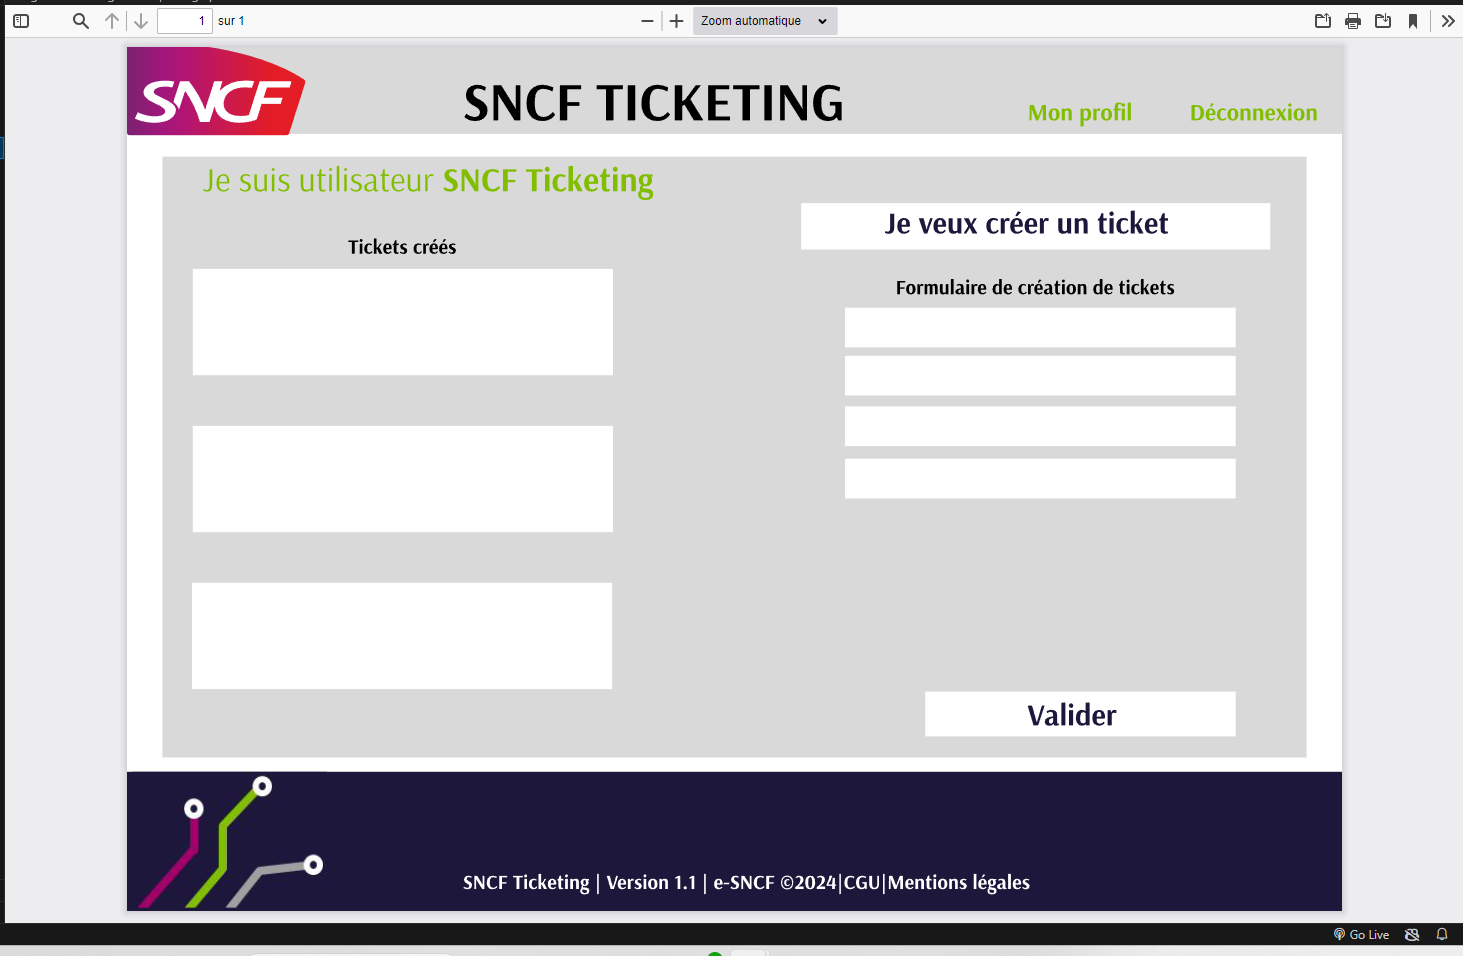 1 sur 1
Zoom automatique
SNCF
SNCF TICKETING
Mon profil
Déconnexion
Je suis utilisateur SNCF Ticketing
Je veux créer un ticket
Tickets créés
Formulaire de création de tickets
Valider
SNCF Ticketing | Version 1.1 | e-SNCF ©2024|CGU|Mentions légales
Go Live